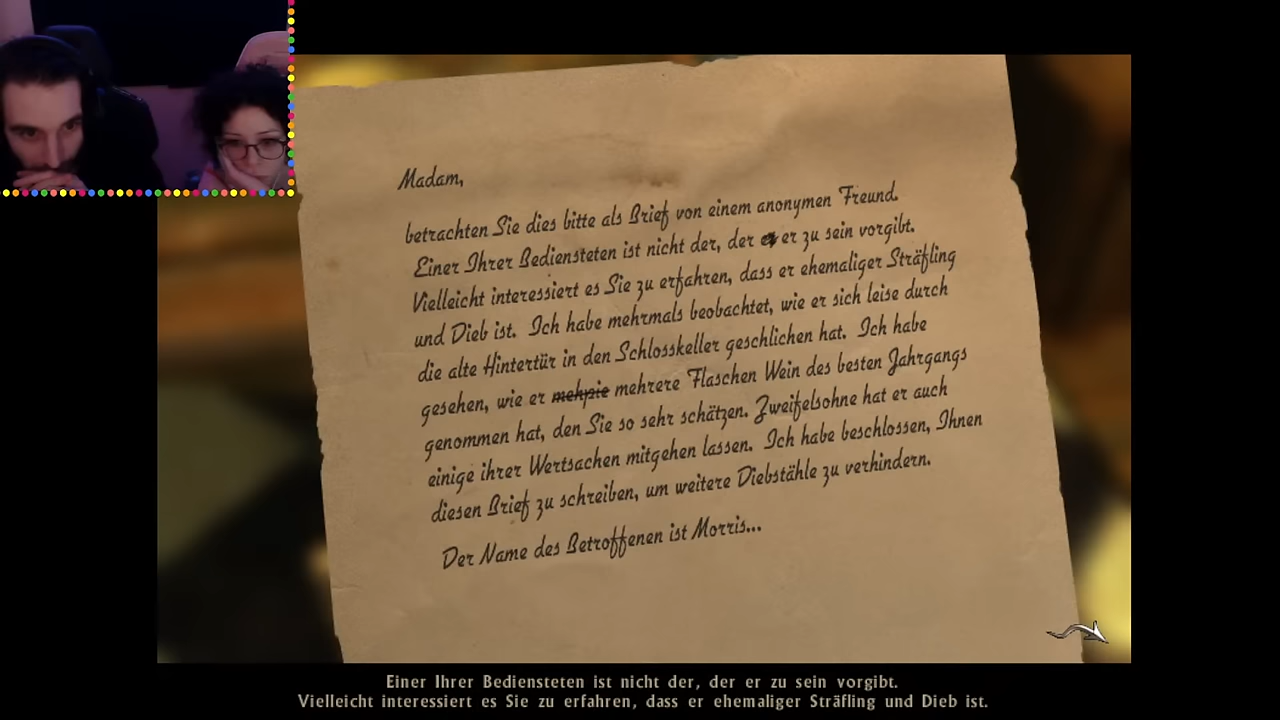 Madam,
betrachten Sie dies bitte als Brief von einem anonymen Freund.
Einer Ihrer Bediensteten ist nicht der, der er zu sein vorgibt.
Vielleicht interessiert es Sie zu erfahren, dass er ehemaliger Sträfling
und Dieb ist. Ich habe mehrmals beobachtet, wie er sich leise durch
die alte Hintertür in den Schlosskeller geschlichen hat. Ich habe
gesehen, wie er mehrere Flaschen Wein des besten Jahrgangs
genommen hat, den Sie so sehr schätzen. Zweifelsohne hat er auch
einige ihrer Wertsachen mitgehen lassen. Ich habe beschlossen, Ihnen
diesen Brief zu schreiben, um weitere Diebstähle zu verhindern.
Der Name des Betroffenen ist Morris...
Einer Ihrer Bediensteten ist nicht der, der er zu sein vorgibt.
Vielleicht interessiert es Sie zu erfahren, dass er ehemaliger Sträfling und Dieb ist.